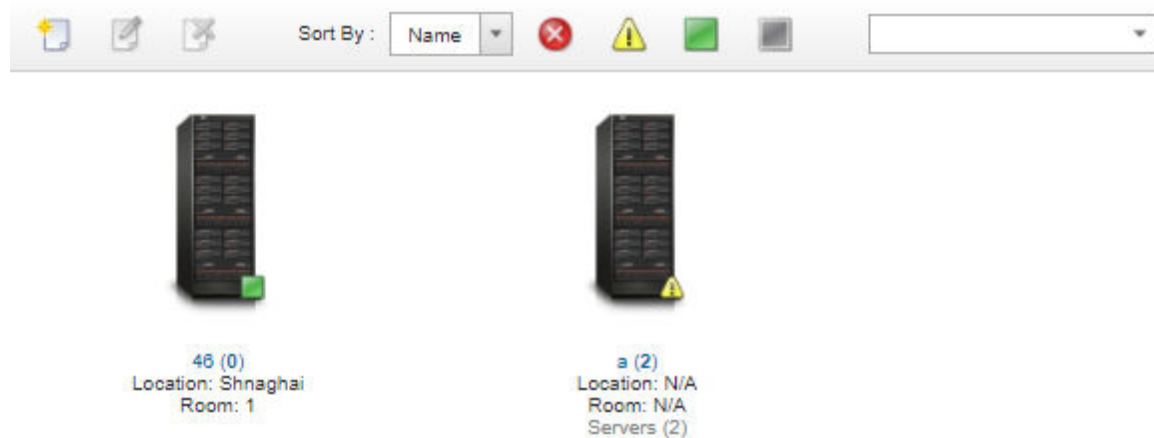 Sort By : Name
46 (0)
Location: Shnaghai
Room: 1
a (2)
Location: N/A
Room: N/A
Servers (2)